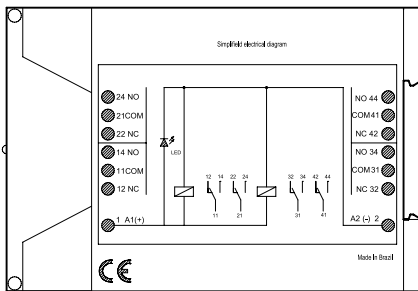 Simplifield electrical diagram
24 NO
21COM
22 NC
14 NO
11COM
12 NC
1 A1(+)
LED
12 14
11
22 24
21
32 34
31
42 44
41
NO 44
COM41
NC 42
NO 34
COM31
NC 32
A2 (-) 2
Made In Brazil
CE